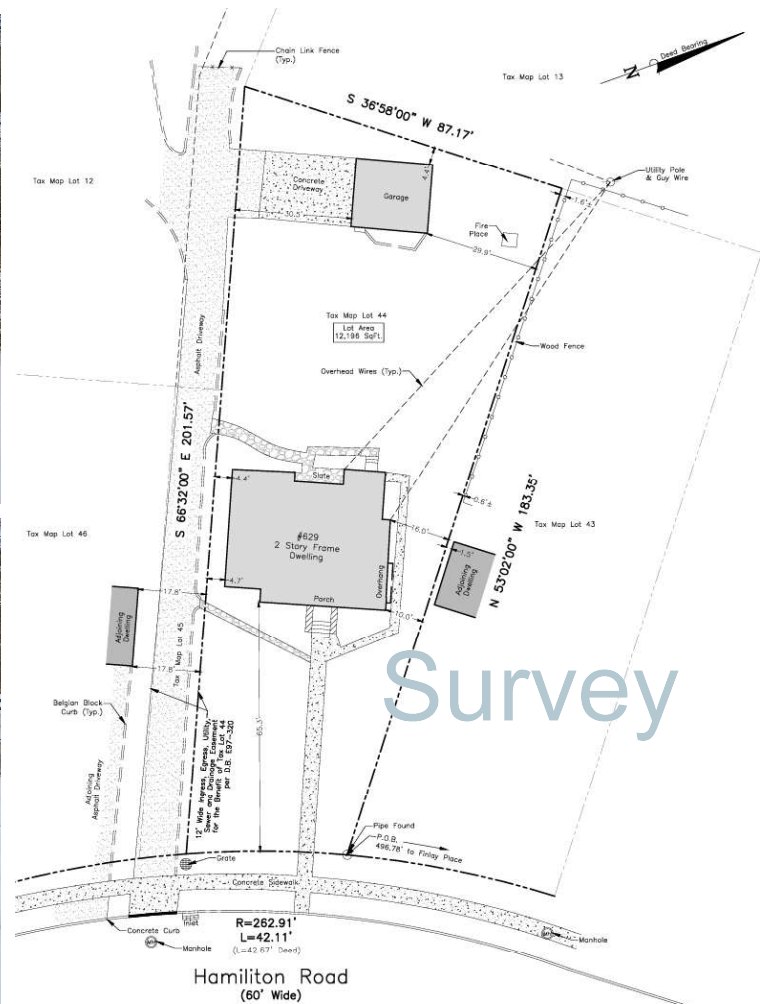 Chain Link Fence
(Typ.)
Deed Bearing
N
Tax Map Lot 13
S 36°58'00" W 87.17'
Utility Pole
& Guy Wire
Tax Map Lot 12
Concrete
Driveway
Garage
4.4'
1.6'±
30.5'
Fire
Place
29.9'
Tax Map Lot 44
Lot Area
12,196 SqFt.
Asphalt Driveway
Wood Fence
Overhead Wires (Typ.)
S 66°32'00" E 201.57'
Slate
4.4'
0.6'±
N 53°02'00" W 183.35'
Tax Map Lot 43
Tax Map Lot 46
#629
2 Story Frame
Dwelling
16.0'
1.5'
Adjoining
Dwelling
Overhang
4.7'
Porch
17.8'
Adjoining
Dwelling
17.8'
Tax Map Lot 45
Survey
Belgian Block
Curb (Typ.)
12' Wide Ingress, Egress, Utility,
Sewer and Drainage Easement
for the Benefit of Tax Lot 44
per D.B. E97-320
65.3'
Adjoining
Asphalt Driveway
Pipe Found
P.O.B.
496.78' to Finlay Place
Grate
Concrete Sidewalk
Inlet
Concrete Curb
R=262.91'
L=42.11'
(L=42.67' Deed)
MH
Manhole
MH
Manhole
Hamiliton Road
(60' Wide)